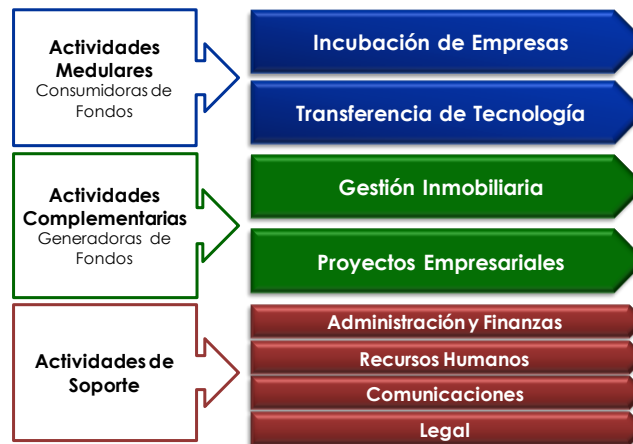 Actividades
Medulares
Consumidoras de
Fondos
Incubación de Empresas
Transferencia de Tecnología
Actividades
Complementarias
Generadoras de
Fondos
Gestión Inmobiliaria
Proyectos Empresariales
Actividades de
Soporte
Administración y Finanzas
Recursos Humanos
Comunicaciones
Legal